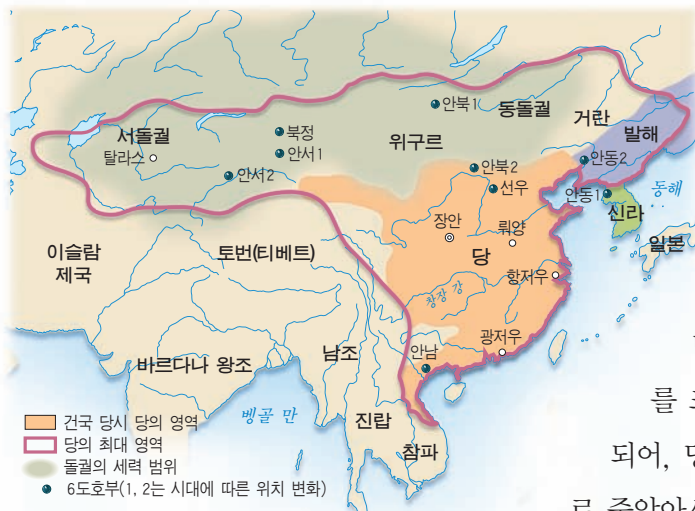 안북1
동돌궐
거란
서돌궐
북정
위구르
발해
탈라스
안서1
안동2
안서2
안북2
선우
안동1
동해
신라
장안
뤄양
일본
이슬람
제국
토번(티베트)
당
항저우
창장 강
광저우
안남
남조
바르다나 왕조
벵골 만
진랍
참파
건국 당시 당의 영역
당의 최대 영역
돌궐의 세력 범위
6도호부(1, 2는 시대에 따른 위치 변화)
를
되어,
로 중앙아